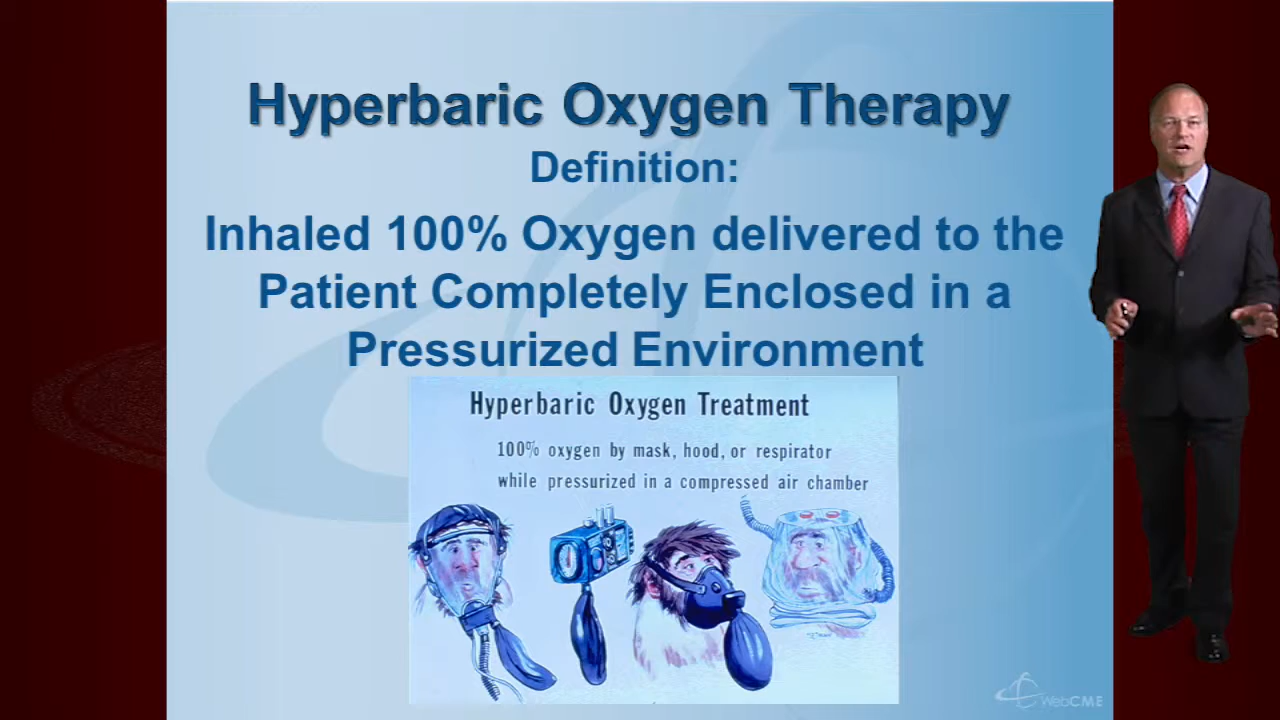 Hyperbaric Oxygen Therapy
Definition:
Inhaled 100% Oxygen delivered to the
Patient Completely Enclosed in a
Pressurized Environment
Hyperbaric Oxygen Treatment
100% oxygen by mask, hood, or respirator
while pressurized in a compressed air chamber
WebCME